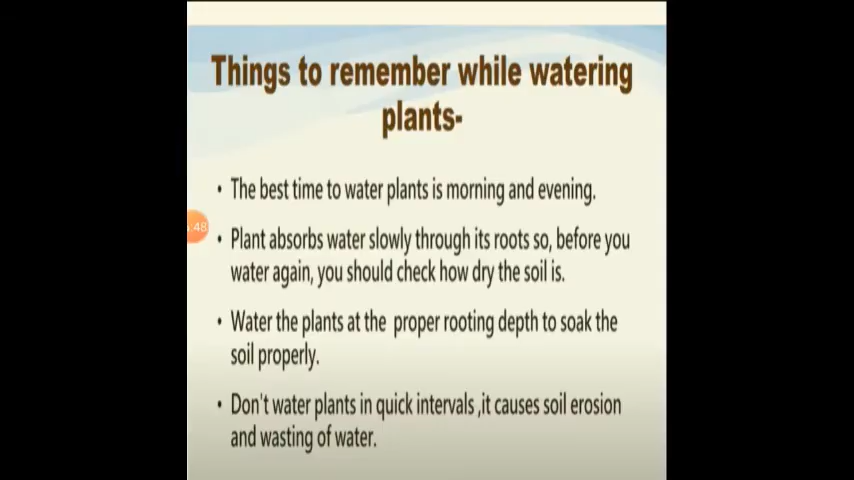 Things to remember while watering
plants-
• The best time to water plants is morning and evening.
:48
• Plant absorbs water slowly through its roots so, before you
water again, you should check how dry the soil is.
• Water the plants at the proper rooting depth to soak the
soil properly.
• Don't water plants in quick intervals ,it causes soil erosion
and wasting of water.